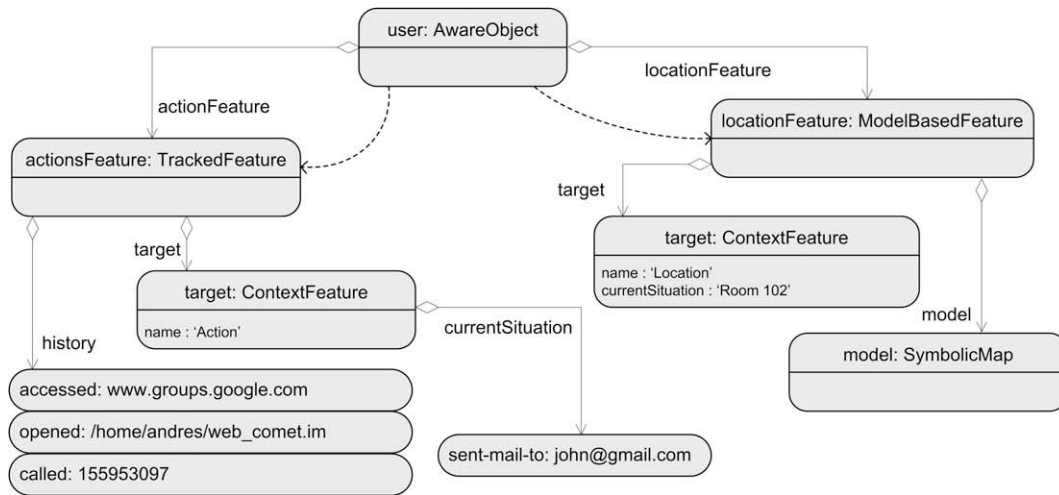 user: AwareObject
locationFeature
actionFeature
locationFeature: ModelBasedFeature
actionsFeature: TrackedFeature
target
target: ContextFeature
target
name : 'Location'
currentSituation : 'Room 102'
target: ContextFeature
name : 'Action'
currentSituation
model
history
model: SymbolicMap
accessed: www.groups.google.com
opened: /home/andres/web_comet.im
sent-mail-to: john@gmail.com
called: 155953097